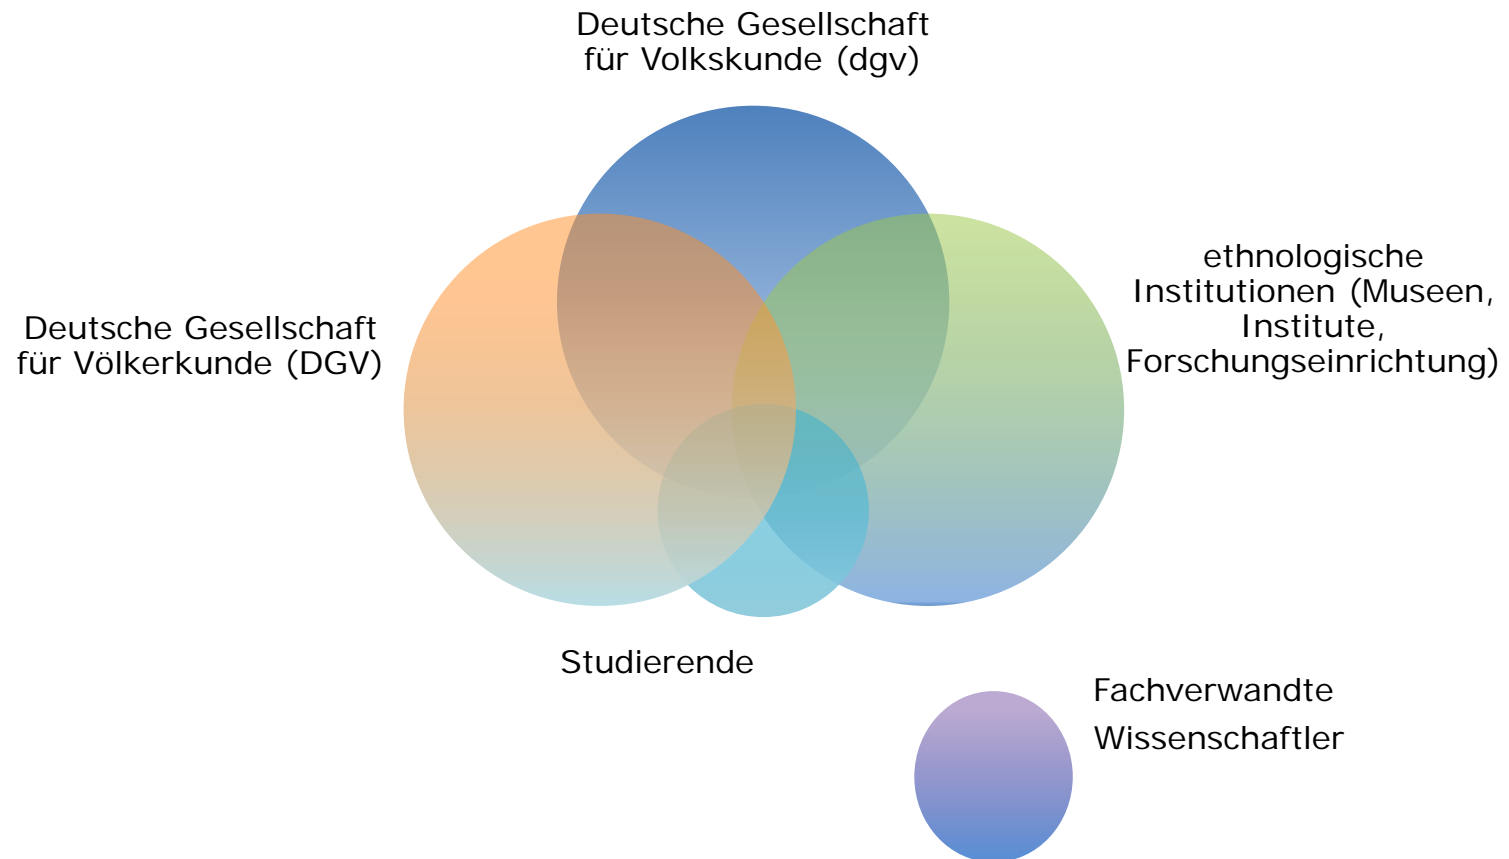 Deutsche Gesellschaft
für Volkskunde (dgv)
Deutsche Gesellschaft
für Völkerkunde (DGV)
ethnologische
Institutionen (Museen,
Institute,
Forschungseinrichtung)
Studierende
Fachverwandte
Wissenschaftler